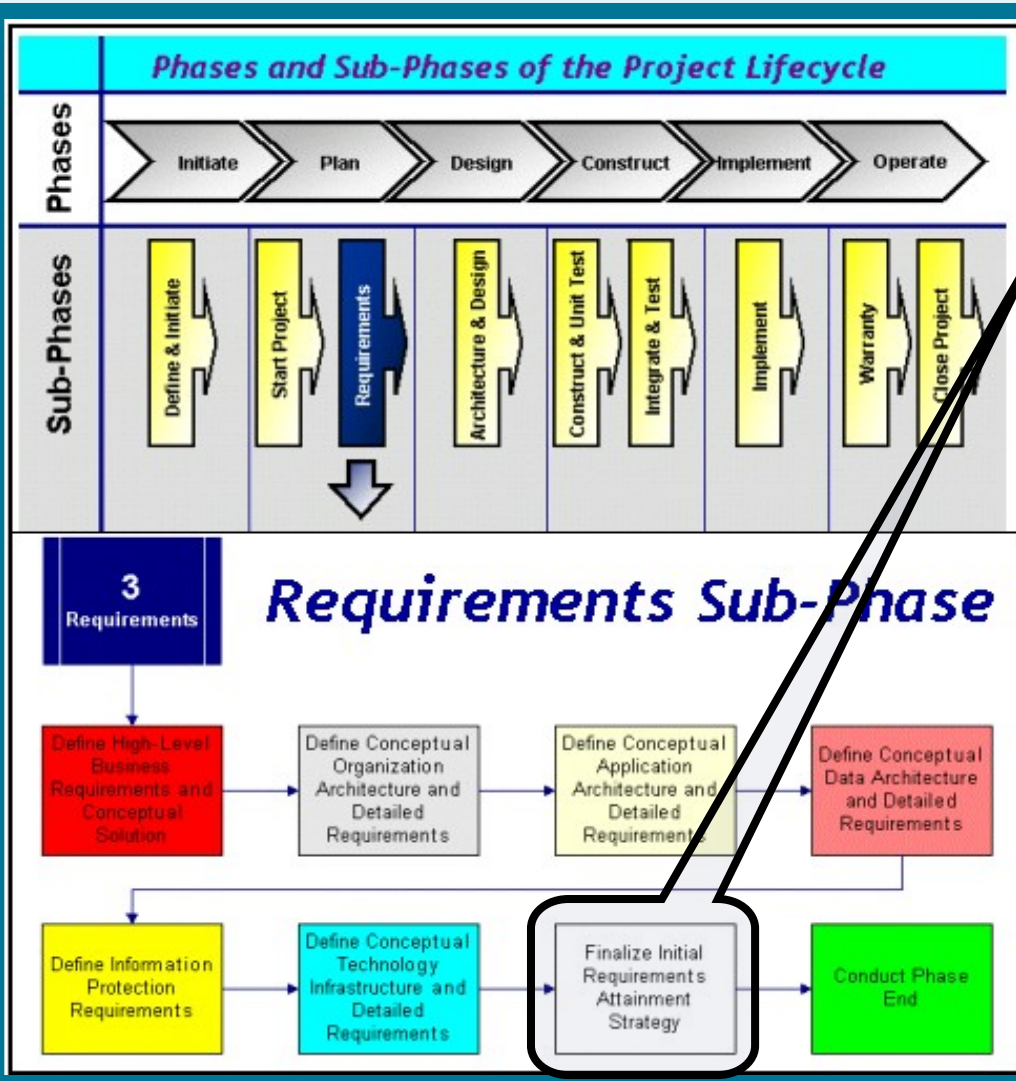 Phases and Sub-Phases of the Project Lifecycle
Phases
Initiate
Plan
Design
Construct
Implement
Operate
Sub-Phases
Define & Initiate
Start Project
Requirements
Architecture & Design
Construct & Unit Test
Integrate & Test
Implement
Warranty
Close Project
3
Requirements
Requirements Sub-Phase
Define High-Level
Business
Requirements and
Conceptual
Solution
Define Conceptual
Organization
Architecture and
Detailed
Requirements
Define Conceptual
Application
Architecture and
Detailed
Requirements
Define Conceptual
Data Architecture
and Detailed
Requirements
Define Information
Protection
Requirements
Define Conceptual
Technology
Infrastructure and
Detailed
Requirements
Finalize Initial
Requirements
Attainment
Strategy
Conduct Phase
End